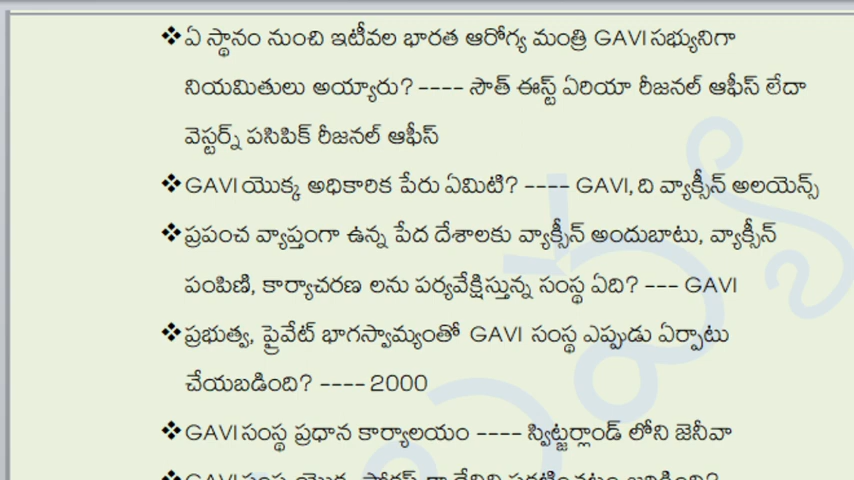 ❖ ఏ స్థానం నుంచి ఇటీవల భారత ఆరోగ్య మంత్రి GAVI సభ్యునిగా
నియమితులు అయ్యారు? ---- సౌత్ ఈస్ట్ ఏరియా రీజనల్ ఆఫీస్ లేదా
వెస్టర్న్ పసిపిక్ రీజనల్ ఆఫీస్
❖ GAVI యొక్క అధికారిక పేరు ఏమిటి? ---- GAVI, ది వ్యాక్సీన్ అలయెన్స్
❖ ప్రపంచ వ్యాప్తంగా ఉన్న పేద దేశాలకు వ్యాక్సీన్ అందుబాటు, వ్యాక్సీన్
పంపిణి, కార్యాచరణ లను పర్యవేక్షిస్తున్న సంస్థ ఏది? --- GAVI
❖ ప్రభుత్వ, ప్రైవేట్ భాగస్వామ్యంతో GAVI సంస్థ ఎప్పుడు ఏర్పాటు
చేయబడింది? ---- 2000
❖ GAVI సంస్థ ప్రధాన కార్యాలయం ---- స్విట్జర్లాండ్ లోని జెనీవా